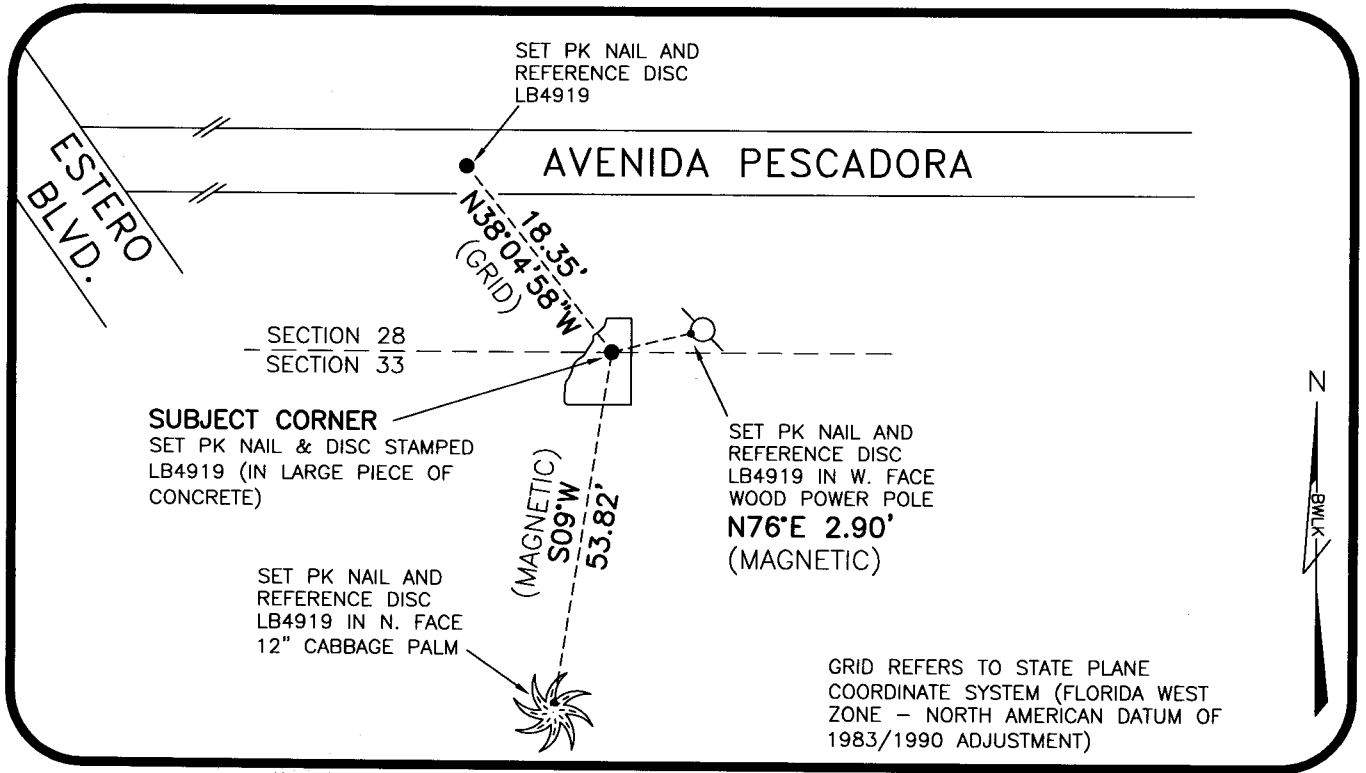 SET PK NAIL AND
REFERENCE DISC
LB4919
ESTERO
BLVD.
AVENIDA PESCADORA
18.35'
N38°04'58"W
(GRID)
SECTION 28
SECTION 33
SUBJECT CORNER
SET PK NAIL & DISC STAMPED
LB4919 (IN LARGE PIECE OF
CONCRETE)
SET PK NAIL AND
REFERENCE DISC
LB4919 IN W. FACE
WOOD POWER POLE
N76°E 2.90'
(MAGNETIC)
(MAGNETIC)
S09°W
53.82'
SET PK NAIL AND
REFERENCE DISC
LB4919 IN N. FACE
12" CABBAGE PALM
N
BWLK
GRID REFERS TO STATE PLANE
COORDINATE SYSTEM (FLORIDA WEST
ZONE – NORTH AMERICAN DATUM OF
1983/1990 ADJUSTMENT)